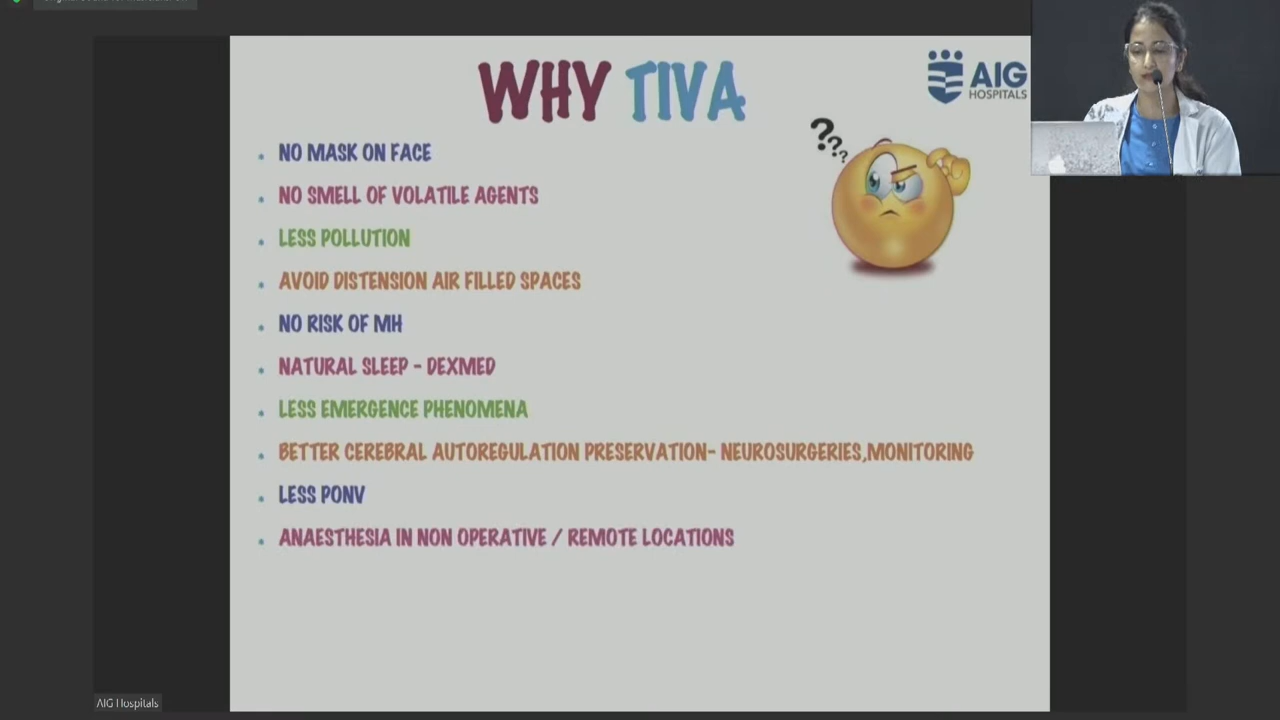 WHY TIVA
AIG
HOSPITALS
NO MASK ON FACE
NO SMELL OF VOLATILE AGENTS
LESS POLLUTION
AVOID DISTENSION AIR FILLED SPACES
NO RISK OF MH
NATURAL SLEEP - DEXMED
LESS EMERGENCE PHENOMENA
BETTER CEREBRAL AUTOREGULATION PRESERVATION- NEUROSURGERIES,MONITORING
LESS PONV
ANAESTHESIA IN NON OPERATIVE / REMOTE LOCATIONS
???
AIG Hospitals